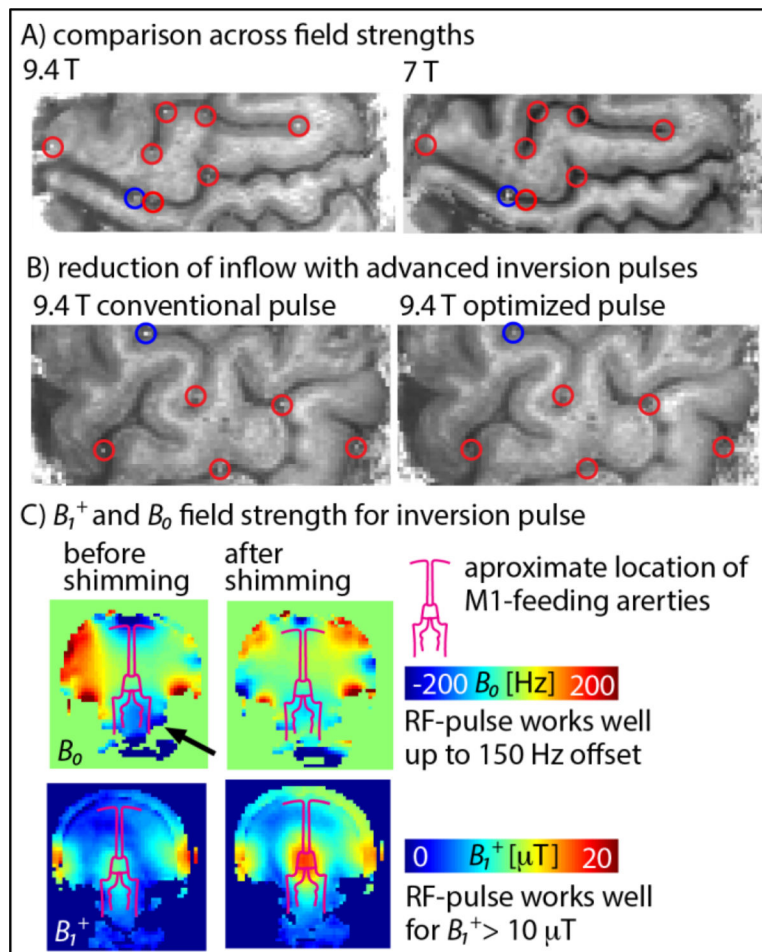 A) comparison across field strengths
9.4 T
7 T
B) reduction of inflow with advanced inversion pulses
9.4 T conventional pulse
9.4 T optimized pulse
C) B₁⁺ and B₀ field strength for inversion pulse
before
shimming
after
shimming
aproximate location of
M1-feeding arerties
-200 B₀ [Hz] 200
RF-pulse works well
up to 150 Hz offset
B₀
0 B₁⁺ [μT] 20
RF-pulse works well
for B₁⁺> 10 μT
B₁⁺